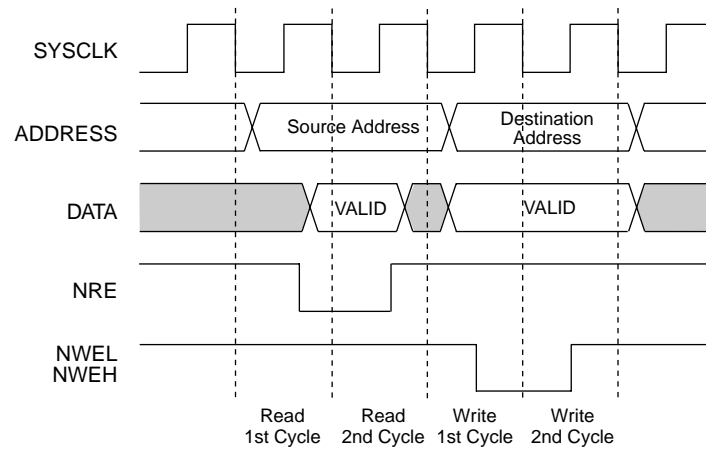 SYSCLK
ADDRESS
Source Address
Destination
Address
DATA
VALID
VALID
NRE
NWEL
NWEH
Read
1st Cycle
Read
2nd Cycle
Write
1st Cycle
Write
2nd Cycle